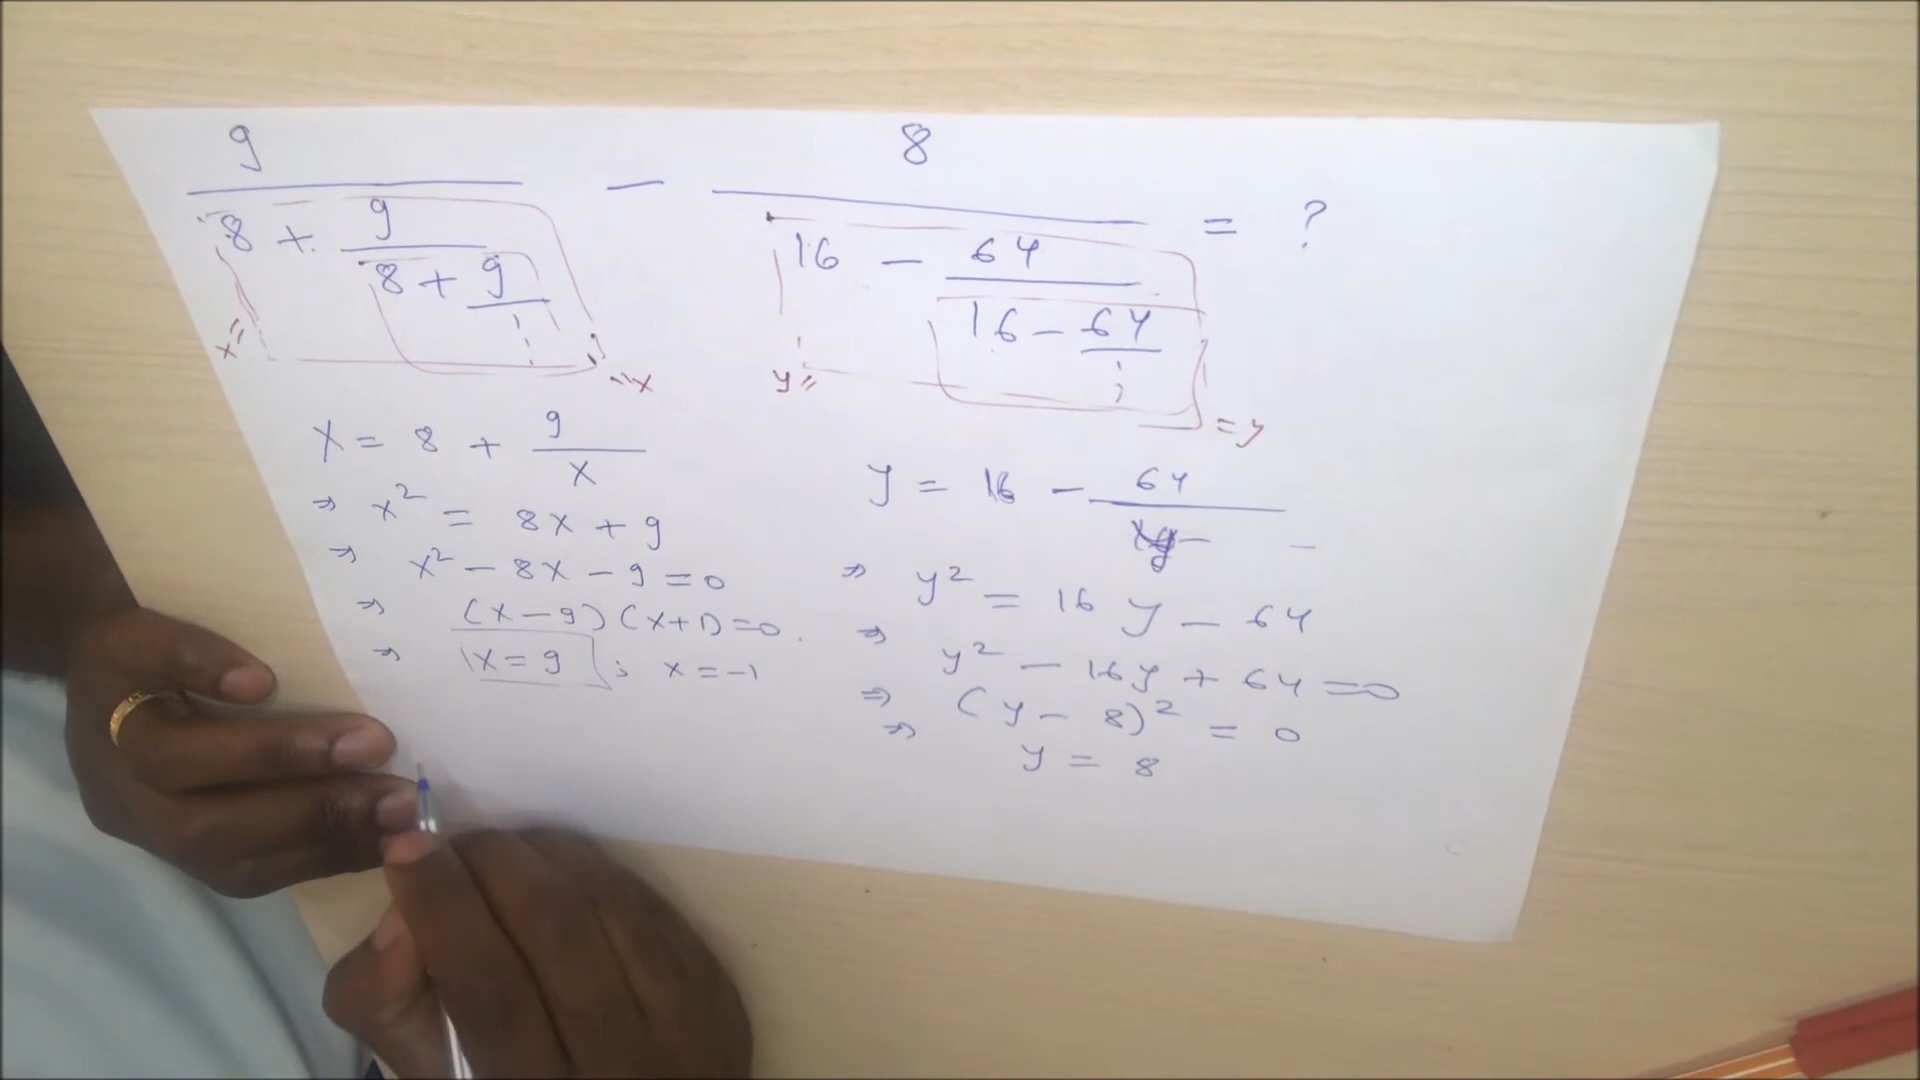 9 8
— = ?
8 + 9 16 - 64
8 + 9 16 - 64
x = = x y = = y
X = 8 + 9 / X
⇒ x² = 8x + 9
⇒ x² - 8x - 9 = 0
⇒ (x - 9) (x + 1) = 0.
⇒ x = 9 ; x = -1
y = 16 - 64 / y
⇒ y² = 16 y - 64
⇒ y² - 16y + 64 = 0
⇒ (y - 8)² = 0
⇒ y = 8